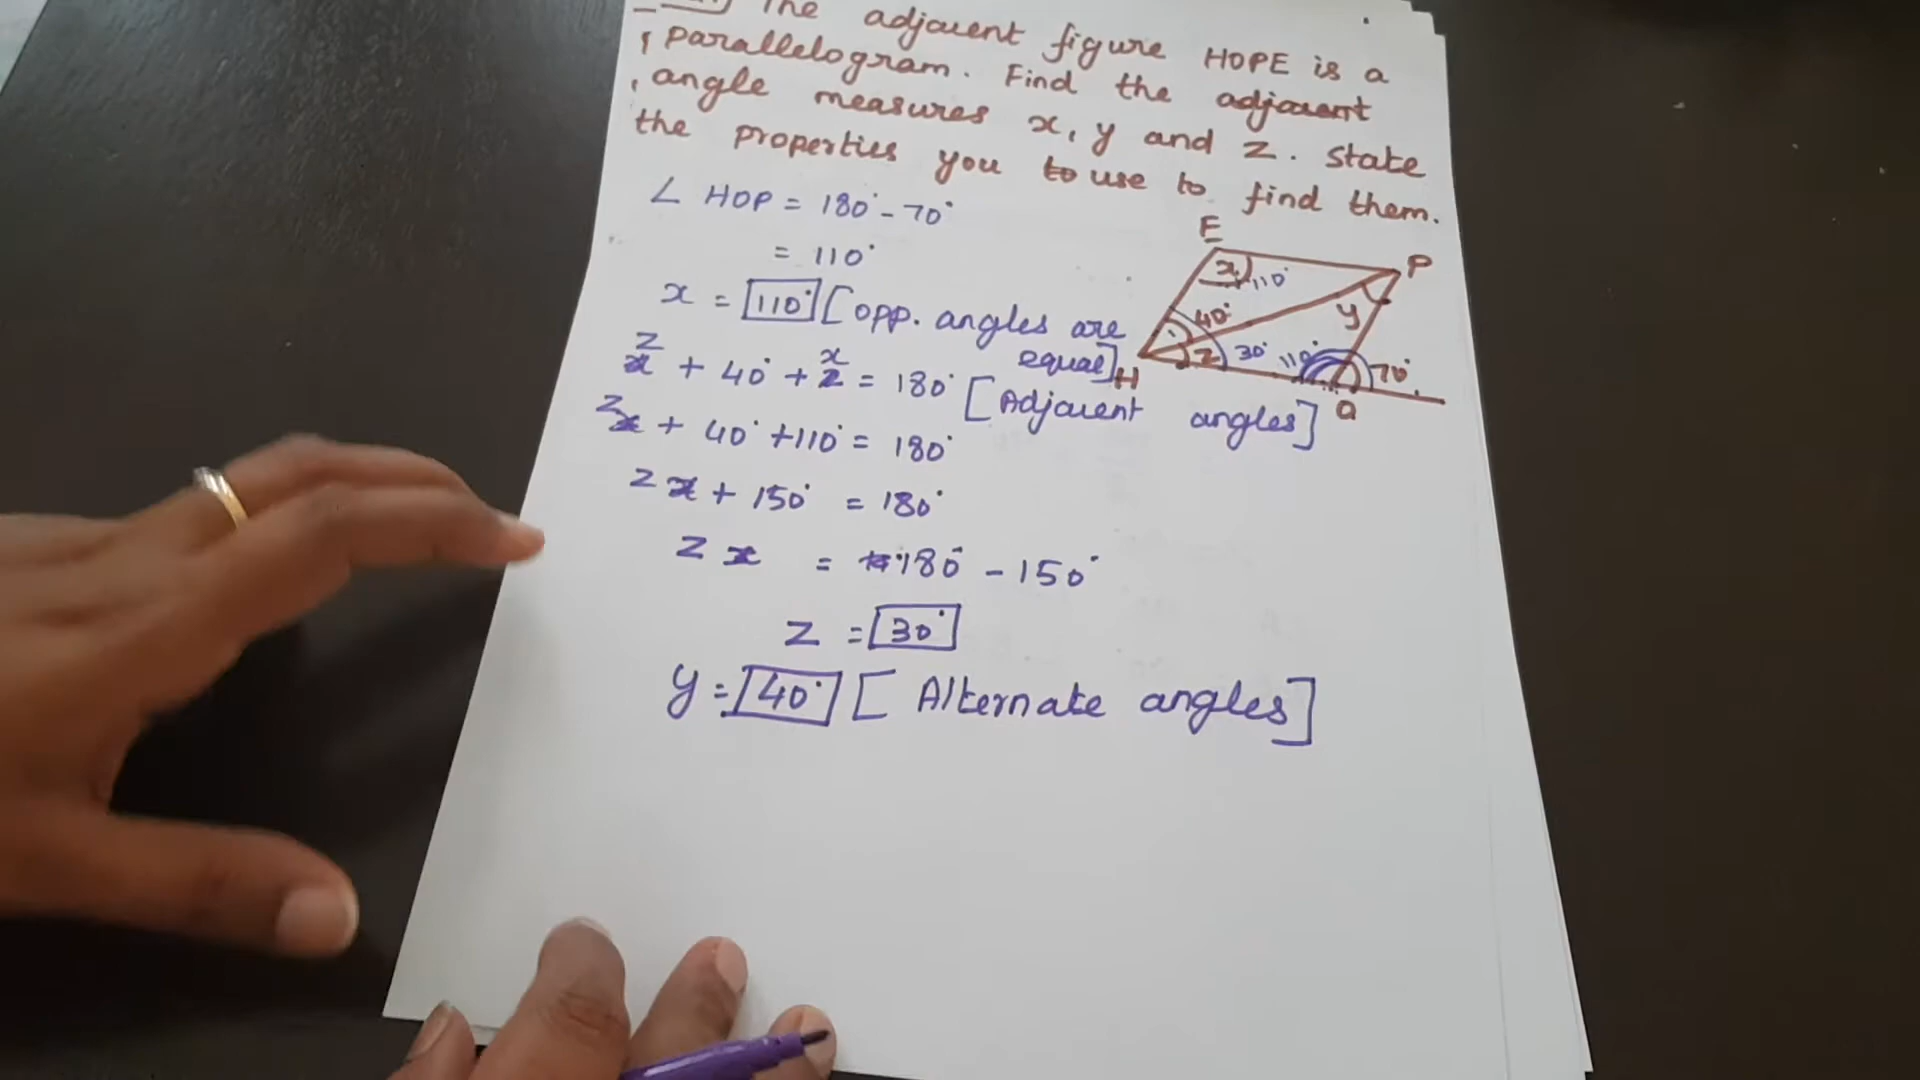 The adjacent figure HOPE is a
parallelogram. Find the adjacent
angle measures x, y and z. State
the properties you to use to find them.
∠ HOP = 180° - 70°
= 110°
x = 110° [opp. angles are
equal]
z + 40° + x = 180° [Adjacent angles]
z + 40° + 110° = 180°
z + 150° = 180°
z = 180° - 150°
z = 30°
y = 40° [Alternate angles]
E
P
x 110°
40°
y
z 30° 110° 70°
H
O